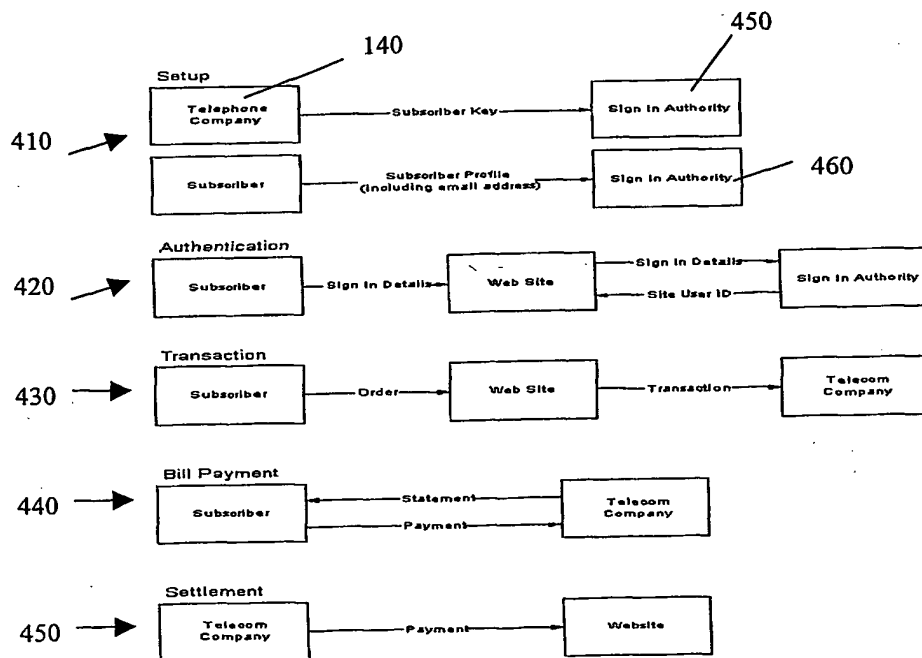 140
450
Setup
Telephone
Company
Subscriber Key
Sign In Authority
410
Subscriber
Subscriber Profile
(including email address)
Sign In Authority
460
Authentication
420
Subscriber
Sign In Details
Web Site
Sign In Details
Site User ID
Sign In Authority
Transaction
430
Subscriber
Order
Web Site
Transaction
Telecom
Company
Bill Payment
440
Subscriber
Statement
Payment
Telecom
Company
Settlement
450
Telecom
Company
Payment
Website